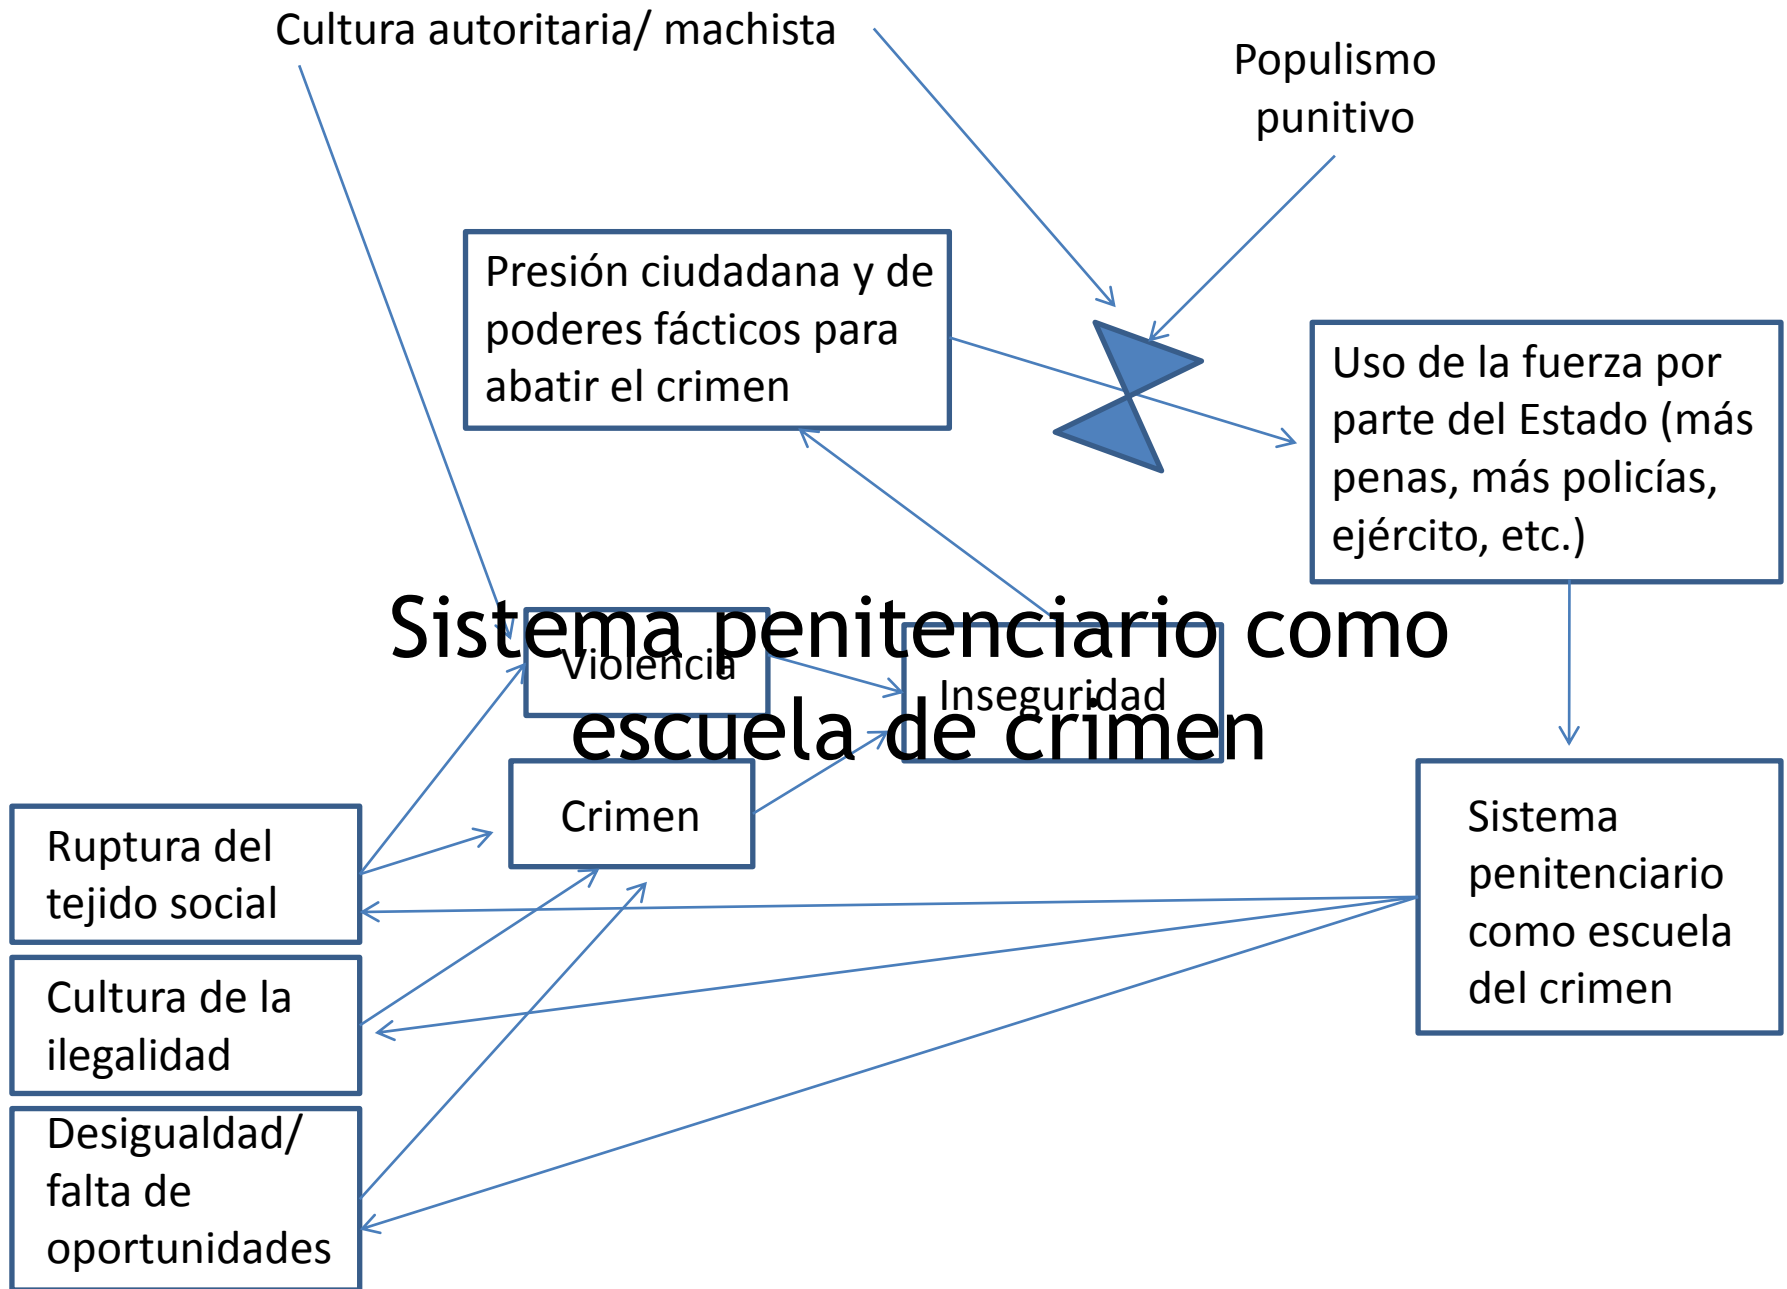 Cultura autoritaria/ machista
Populismo
punitivo
Presión ciudadana y de
poderes fácticos para
abatir el crimen
Uso de la fuerza por
parte del Estado (más
penas, más policías,
ejército, etc.)
Sistema penitenciario como
escuela de crimen
Violencia
Inseguridad
Crimen
Ruptura del
tejido social
Cultura de la
ilegalidad
Desigualdad/
falta de
oportunidades
Sistema
penitenciario
como escuela
del crimen